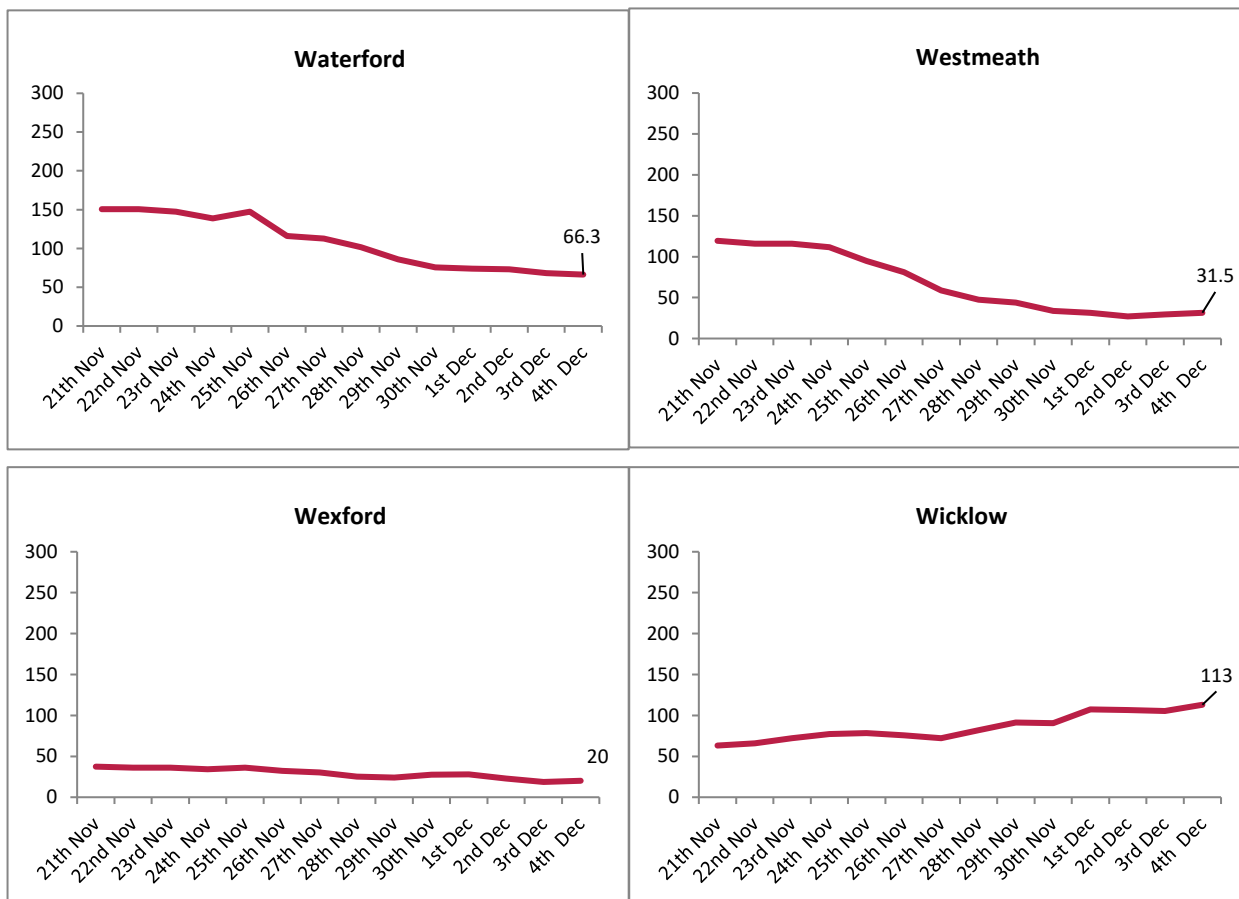 Waterford
300
250
200
150
100
50
0
66.3
21th Nov
22nd Nov
23rd Nov
24th Nov
25th Nov
26th Nov
27th Nov
28th Nov
29th Nov
30th Nov
1st Dec
2nd Dec
3rd Dec
4th Dec
Westmeath
300
250
200
150
100
50
0
31.5
21th Nov
22nd Nov
23rd Nov
24th Nov
25th Nov
26th Nov
27th Nov
28th Nov
29th Nov
30th Nov
1st Dec
2nd Dec
3rd Dec
4th Dec
Wexford
300
250
200
150
100
50
0
20
21th Nov
22nd Nov
23rd Nov
24th Nov
25th Nov
26th Nov
27th Nov
28th Nov
29th Nov
30th Nov
1st Dec
2nd Dec
3rd Dec
4th Dec
Wicklow
300
250
200
150
100
50
0
113
21th Nov
22nd Nov
23rd Nov
24th Nov
25th Nov
26th Nov
27th Nov
28th Nov
29th Nov
30th Nov
1st Dec
2nd Dec
3rd Dec
4th Dec